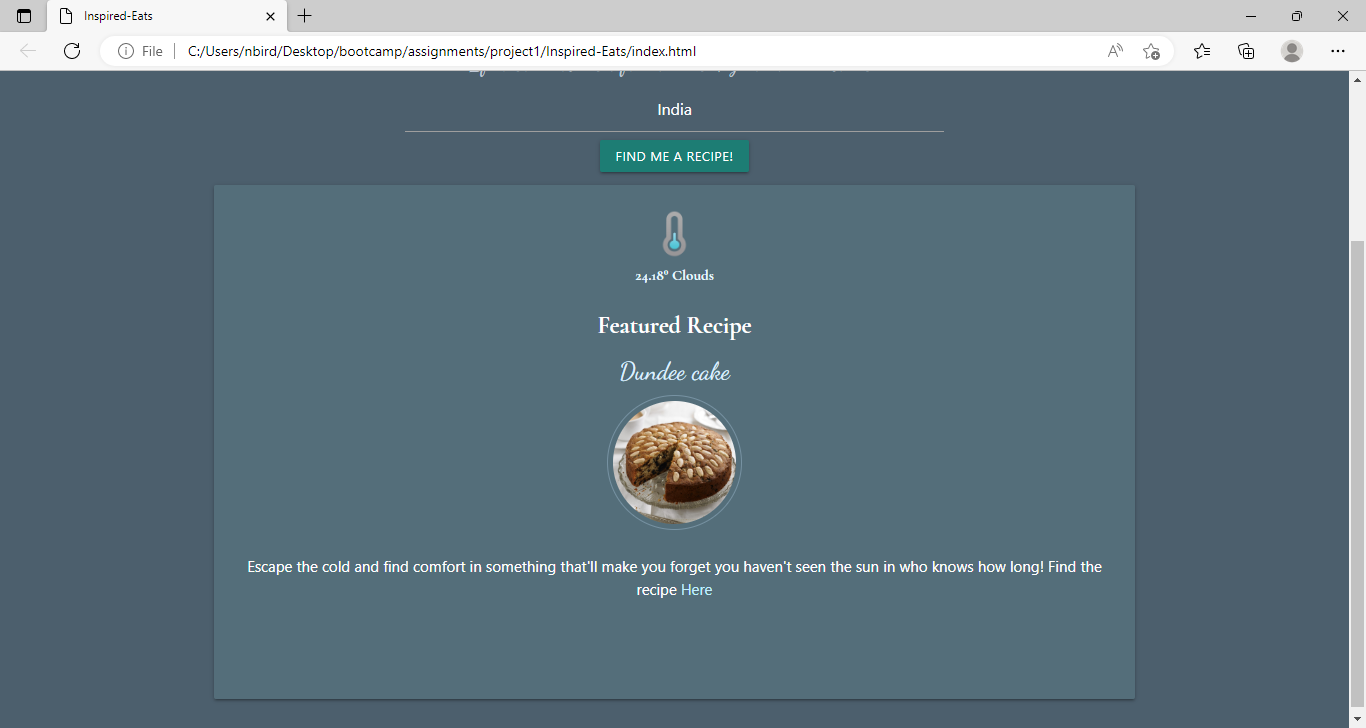 Inspired-Eats
File
C:/Users/nbird/Desktop/bootcamp/assignments/project1/Inspired-Eats/index.html
India
FIND ME A RECIPE!
24.18° Clouds
Featured Recipe
Dundee cake
Escape the cold and find comfort in something that'll make you forget you haven't seen the sun in who knows how long! Find the
recipe Here